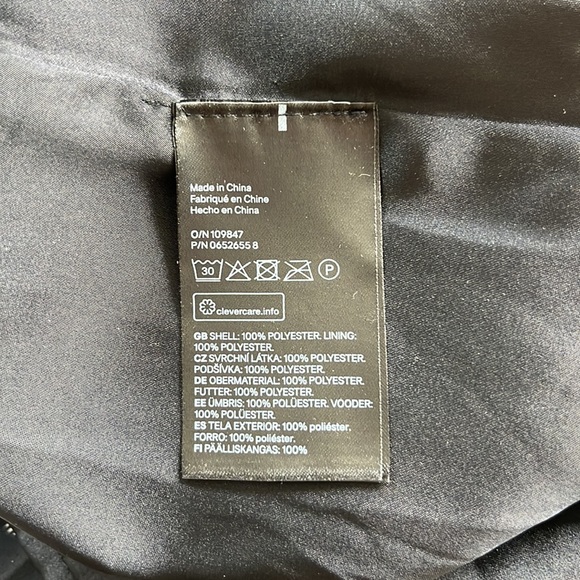 Made in China
Fabriqué en Chine
Hecho en China
O/N 109847
P/N 0652655 8
30
P
clevercare.info
GB SHELL: 100% POLYESTER. LINING:
100% POLYESTER.
CZ SVRCHNÍ LÁTKA: 100% POLYESTER.
PODŠÍVKA: 100% POLYESTER.
DE OBERMATERIAL: 100% POLYESTER.
FUTTER: 100% POLYESTER.
EE ÜMBRIS: 100% POLÜESTER. VOODER:
100% POLÜESTER.
ES TELA EXTERIOR: 100% poliéster.
FORRO: 100% poliéster.
FI PÄÄLLISKANGAS: 100%